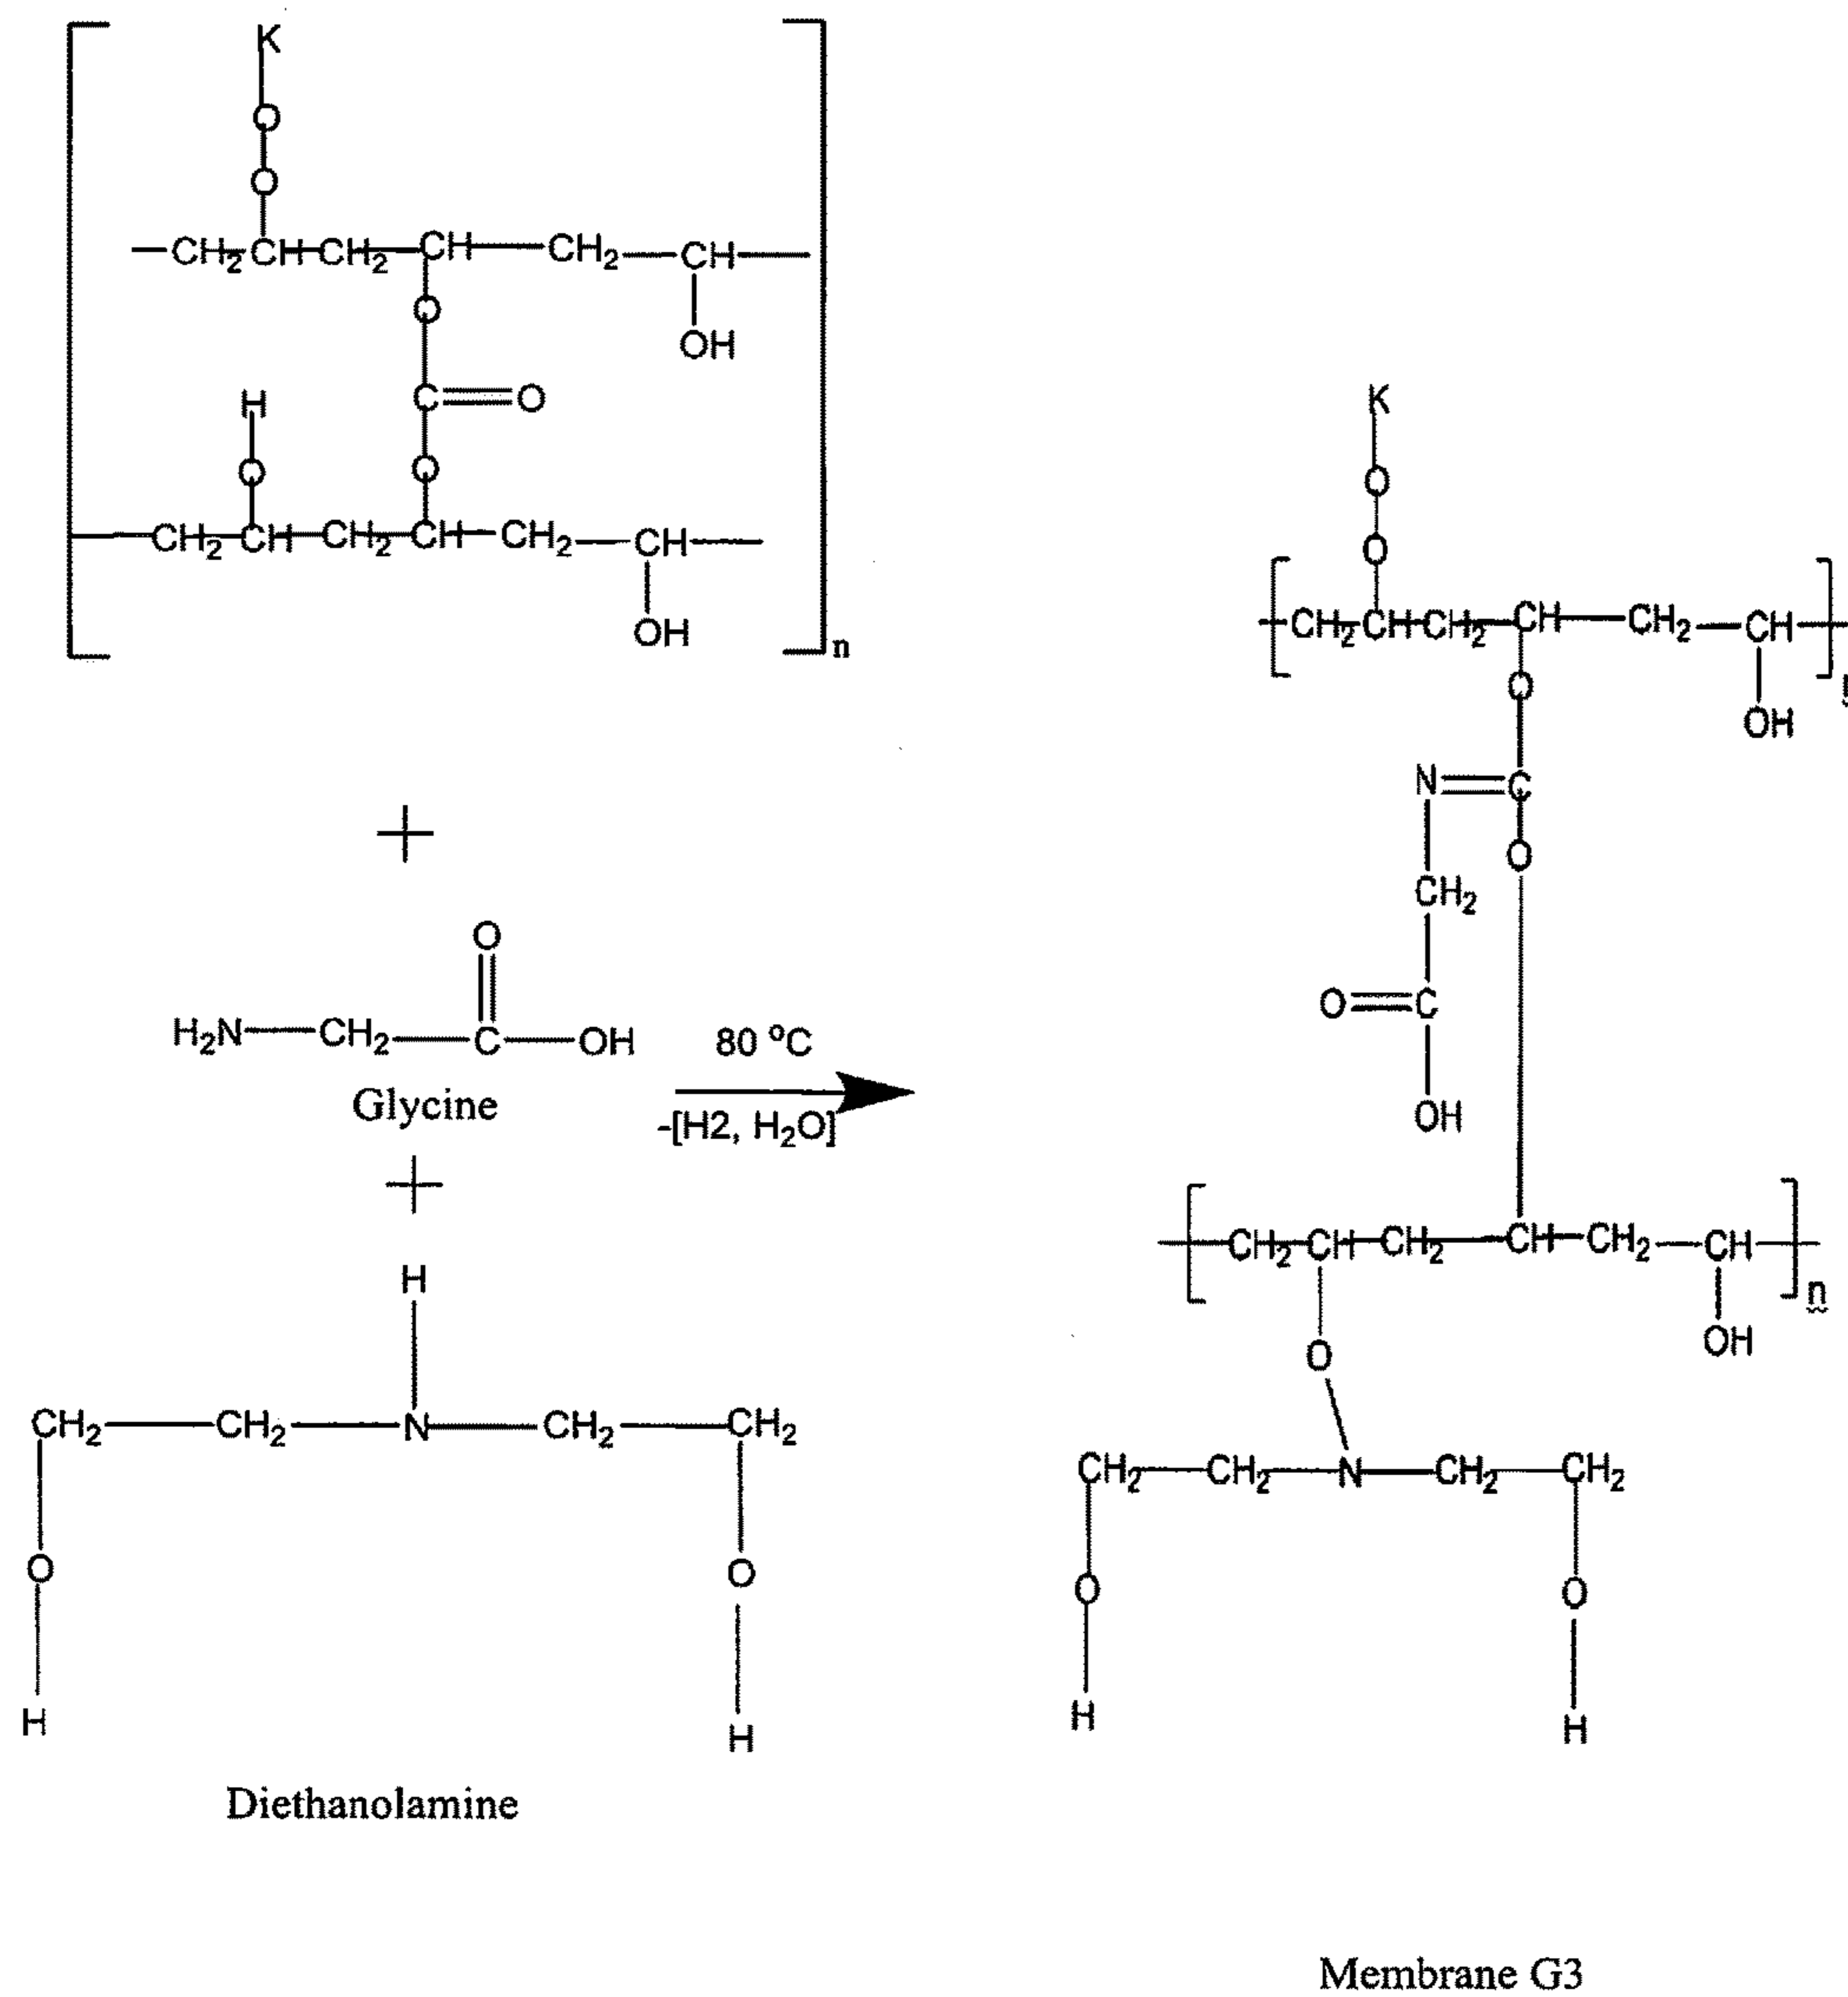 K
O
O
—CH₂—CH—CH₂—CH—CH₂—CH—
O
OH
H
C=O
O
O
—CH₂—CH—CH₂—CH—CH₂—CH—
OH
n
+
O
H₂N—CH₂—C—OH
Glycine
80 °C
-[H2, H₂O]
+
H
CH₂—CH₂—N—CH₂—CH₂
O
O
H
H
Diethanolamine
K
O
O
CH₂—CH—CH₂—CH—CH₂—CH
O
OH
N=C
O
CH₂
O=C
OH
CH₂—CH—CH₂—CH—CH₂—CH
n
OH
O
CH₂—CH₂—N—CH₂—CH₂
O
O
H
H
Membrane G3